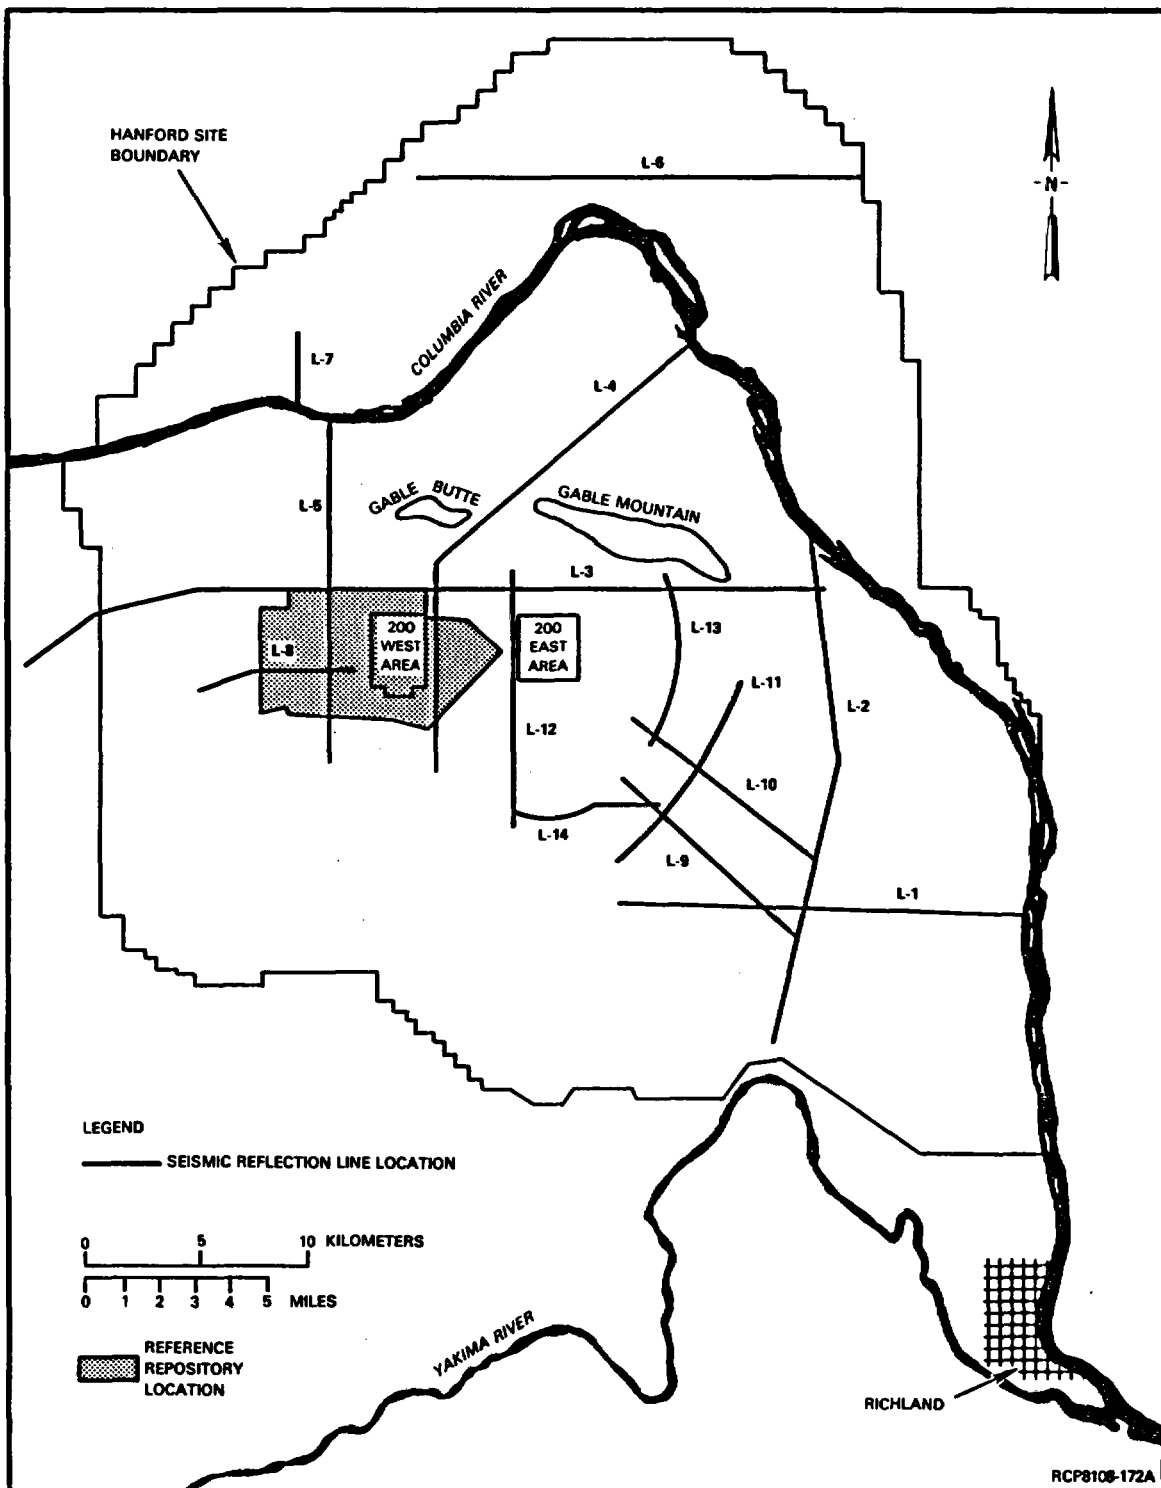 HANFORD SITE
BOUNDARY
L-6
-N-
COLUMBIA RIVER
L-7
L-4
L-5
GABLE BUTTE
GABLE MOUNTAIN
L-3
200
WEST
AREA
200
EAST
AREA
L-13
L-8
L-11
L-2
L-12
L-10
L-14
L-9
L-1
LEGEND
SEISMIC REFLECTION LINE LOCATION
0 5 10 KILOMETERS
0 1 2 3 4 5 MILES
REFERENCE
REPOSITORY
LOCATION
YAKIMA RIVER
RICHLAND
RCP8108-172A